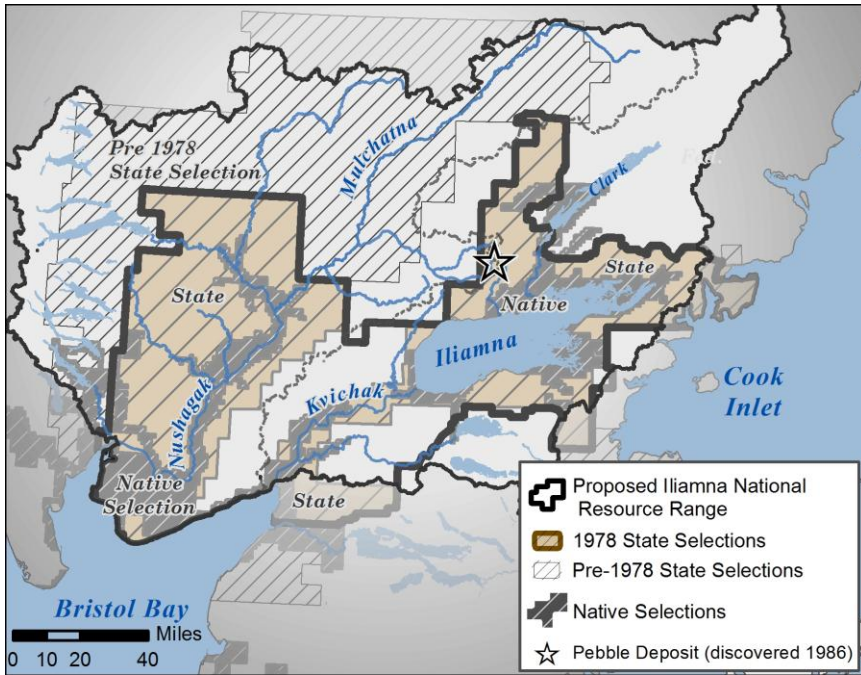 Pre 1978
State Selection
Mulchatna
Clark
Fed.
State
State
Native
Iliamna
Nushagak
Kvichak
Cook
Inlet
Native
Selection
State
Bristol Bay
Miles
0 10 20 40
Proposed Iliamna National
Resource Range
1978 State Selections
Pre-1978 State Selections
Native Selections
Pebble Deposit (discovered 1986)